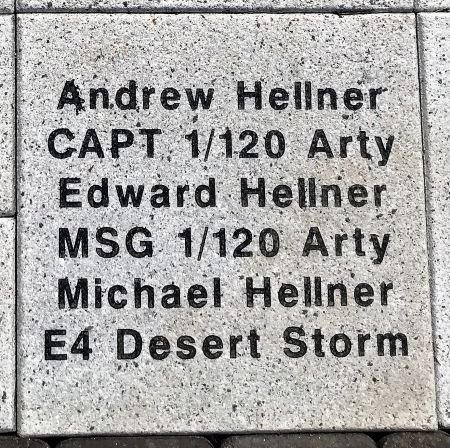 Andrew Hellner
CAPT 1/120 Arty
Edward Hellner
MSG 1/120 Arty
Michael Hellner
E4 Desert Storm